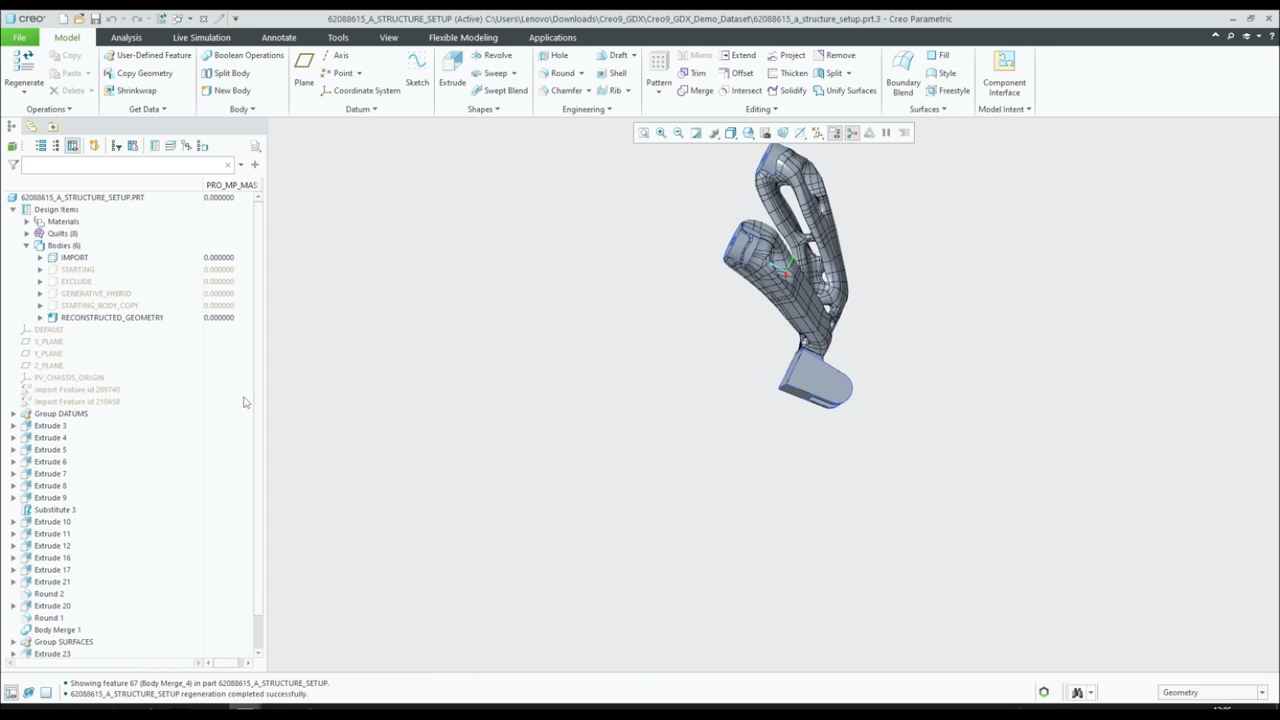 creo
62088615_A_STRUCTURE_SETUP (Active) C:\Users\Lenovo\Downloads\Creo9_GDX\Creo9_GDX_Demo_Dataset\62088615_a_structure_setup.prt.3 - Creo Parametric
File Model Analysis Live Simulation Annotate Tools View Flexible Modeling Applications
Regenerate
Copy
Paste
Delete
Operations
User-Defined Feature
Copy Geometry
Shrinkwrap
Get Data
Boolean Operations
Split Body
New Body
Body
Plane
Axis
Point
Coordinate System
Sketch
Datum
Extrude
Revolve
Sweep
Swept Blend
Shapes
Hole
Round
Chamfer
Draft
Shell
Rib
Engineering
Pattern
Mirror
Trim
Merge
Extend
Offset
Intersect
Project
Thicken
Solidify
Remove
Split
Unify Surfaces
Editing
Boundary
Blend
Fill
Style
Freestyle
Surfaces
Component
Interface
Model Intent
PRO_MP_MAS
62088615_A_STRUCTURE_SETUP.PRT 0.000000
Design Items
Materials
Quilts (8)
Bodies (6)
IMPORT 0.000000
STARTING 0.000000
EXCLUDE 0.000000
GENERATIVE_HYBRID 0.000000
STARTING_BODY_COPY 0.000000
RECONSTRUCTED_GEOMETRY 0.000000
DEFAULT
X_PLANE
Y_PLANE
Z_PLANE
PV_CHASSIS_ORIGIN
Import Feature id 209740
Import Feature id 210458
Group DATUMS
Extrude 3
Extrude 4
Extrude 5
Extrude 6
Extrude 7
Extrude 8
Extrude 9
Substitute 3
Extrude 10
Extrude 11
Extrude 12
Extrude 16
Extrude 17
Extrude 21
Round 2
Extrude 20
Round 1
Body Merge 1
Group SURFACES
Extrude 23
• Showing feature 67 (Body Merge_4) in part 62088615_A_STRUCTURE_SETUP.
• 62088615_A_STRUCTURE_SETUP regeneration completed successfully.
Geometry